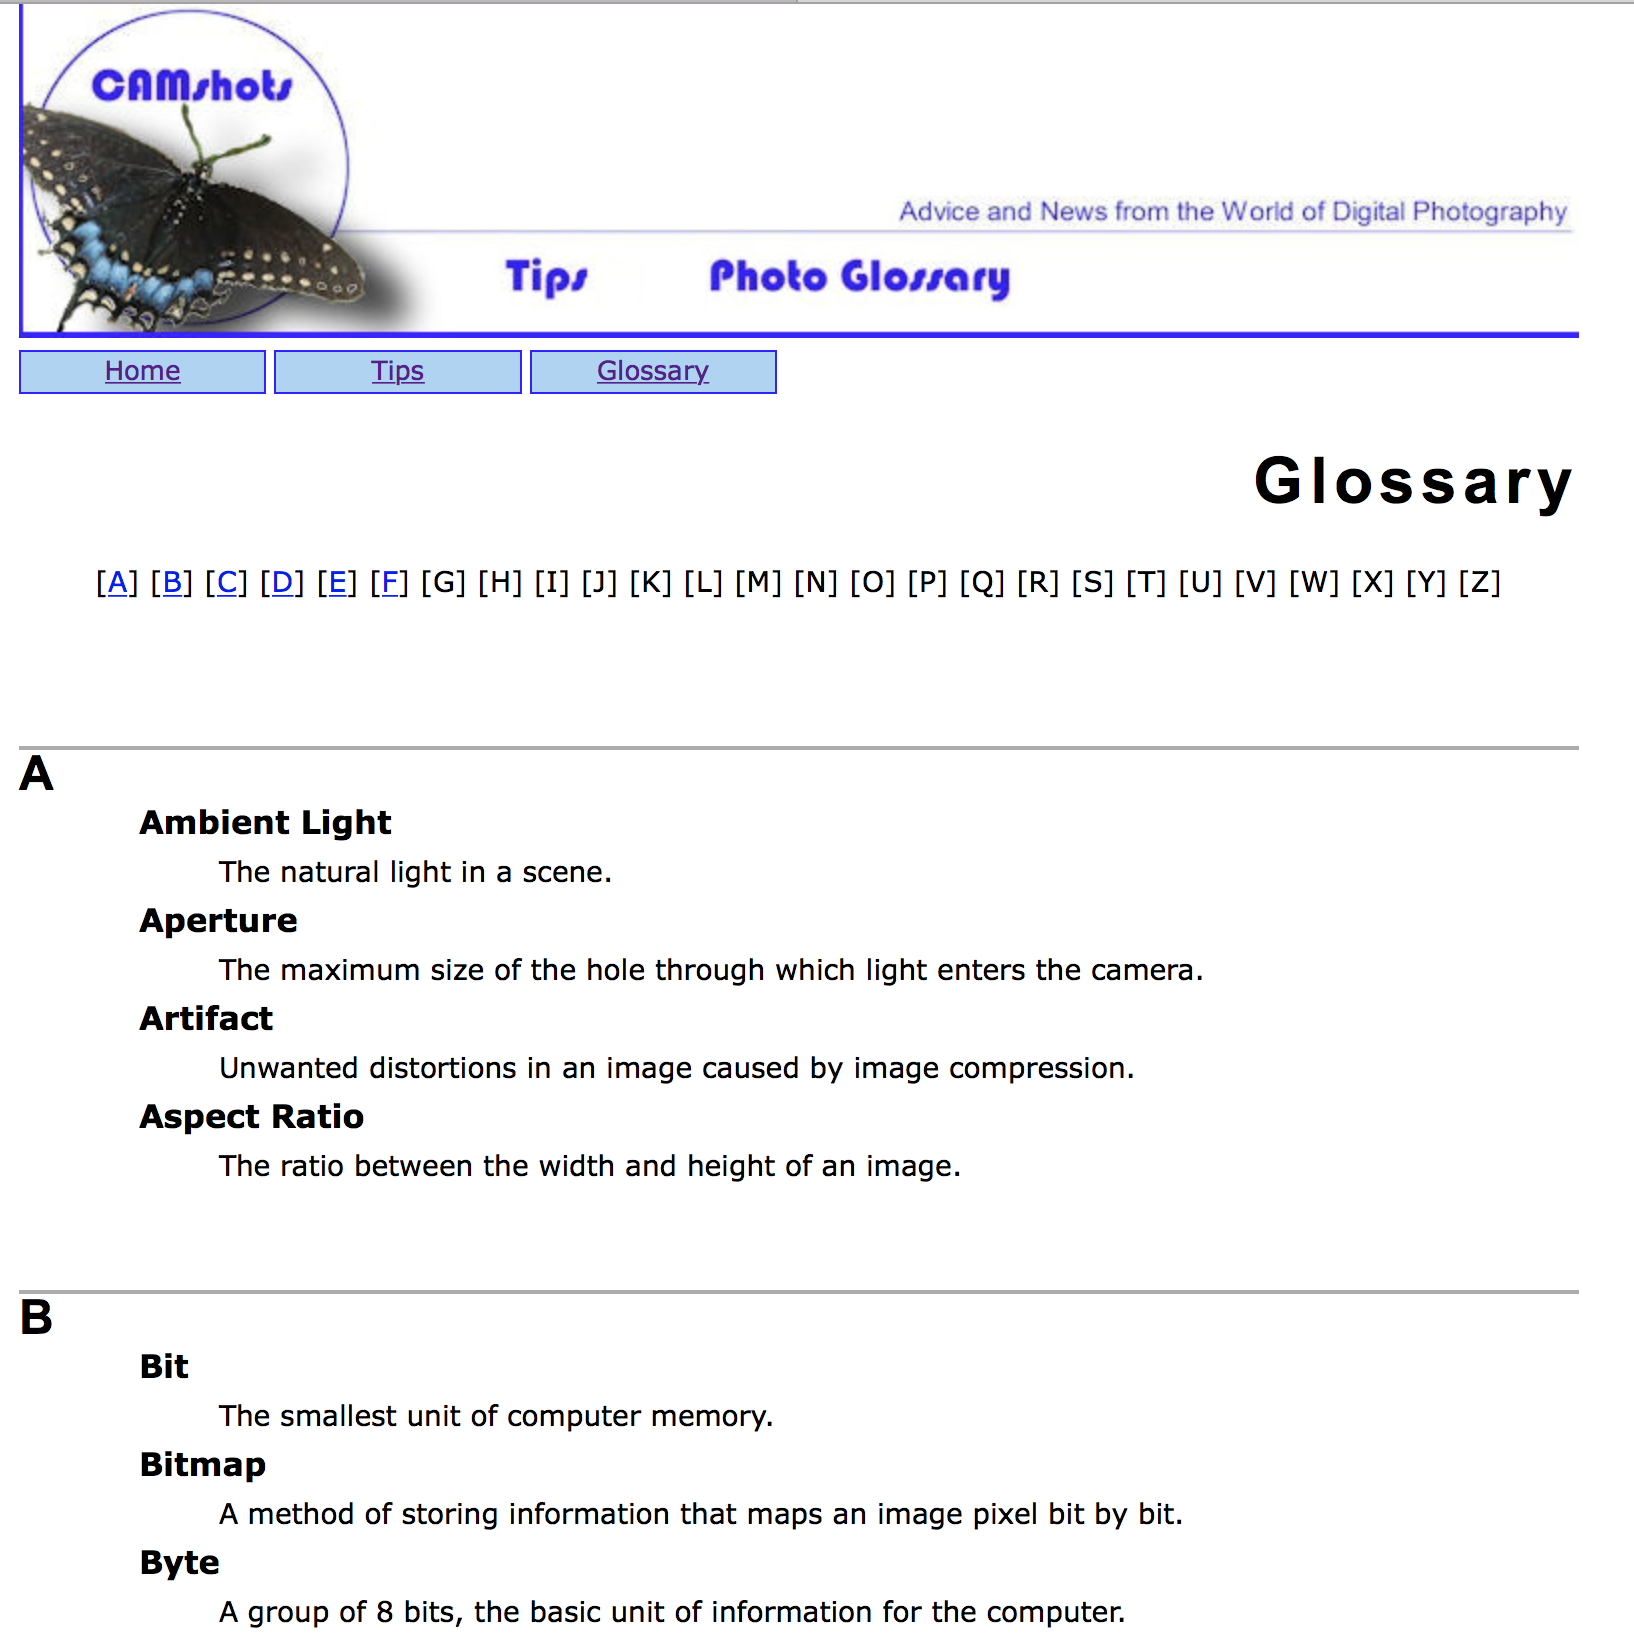 CAMshots
Advice and News from the World of Digital Photography
Tips Photo Glossary
Home Tips Glossary
Glossary
[A] [B] [C] [D] [E] [F] [G] [H] [I] [J] [K] [L] [M] [N] [O] [P] [Q] [R] [S] [T] [U] [V] [W] [X] [Y] [Z]
A
Ambient Light
The natural light in a scene.
Aperture
The maximum size of the hole through which light enters the camera.
Artifact
Unwanted distortions in an image caused by image compression.
Aspect Ratio
The ratio between the width and height of an image.
B
Bit
The smallest unit of computer memory.
Bitmap
A method of storing information that maps an image pixel bit by bit.
Byte
A group of 8 bits, the basic unit of information for the computer.